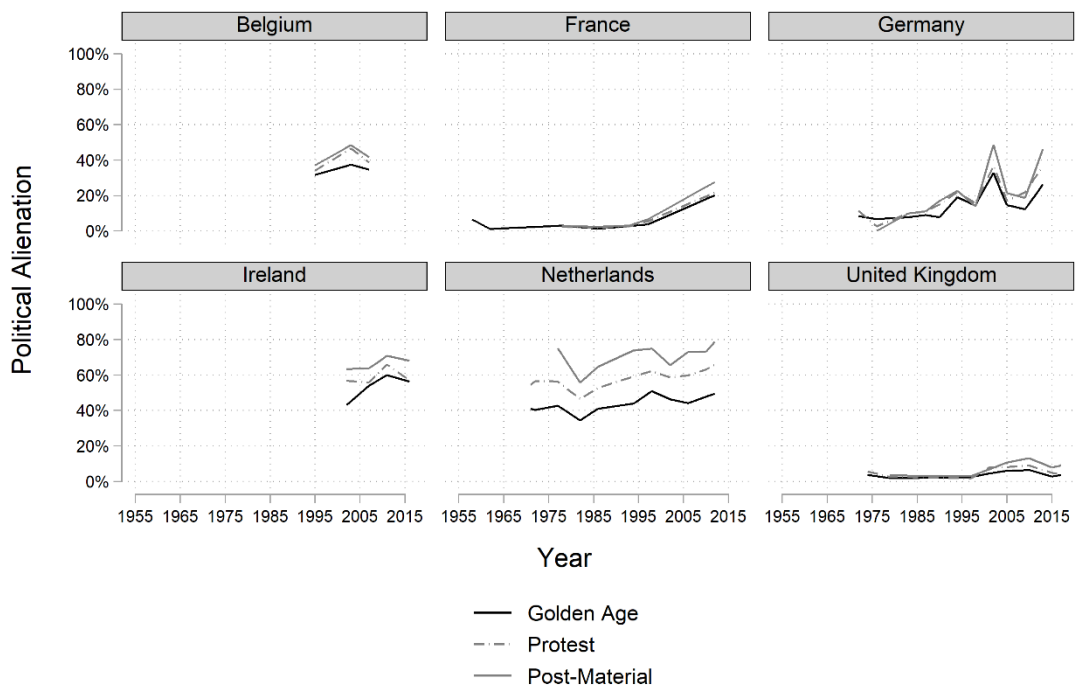 Belgium France Germany
100%
80%
60%
40%
20%
0%
Political Alienation
Ireland Netherlands United Kingdom
100%
80%
60%
40%
20%
0%
1955 1965 1975 1985 1995 2005 2015 1955 1965 1975 1985 1995 2005 2015 1955 1965 1975 1985 1995 2005 2015
Year
Golden Age
Protest
Post-Material